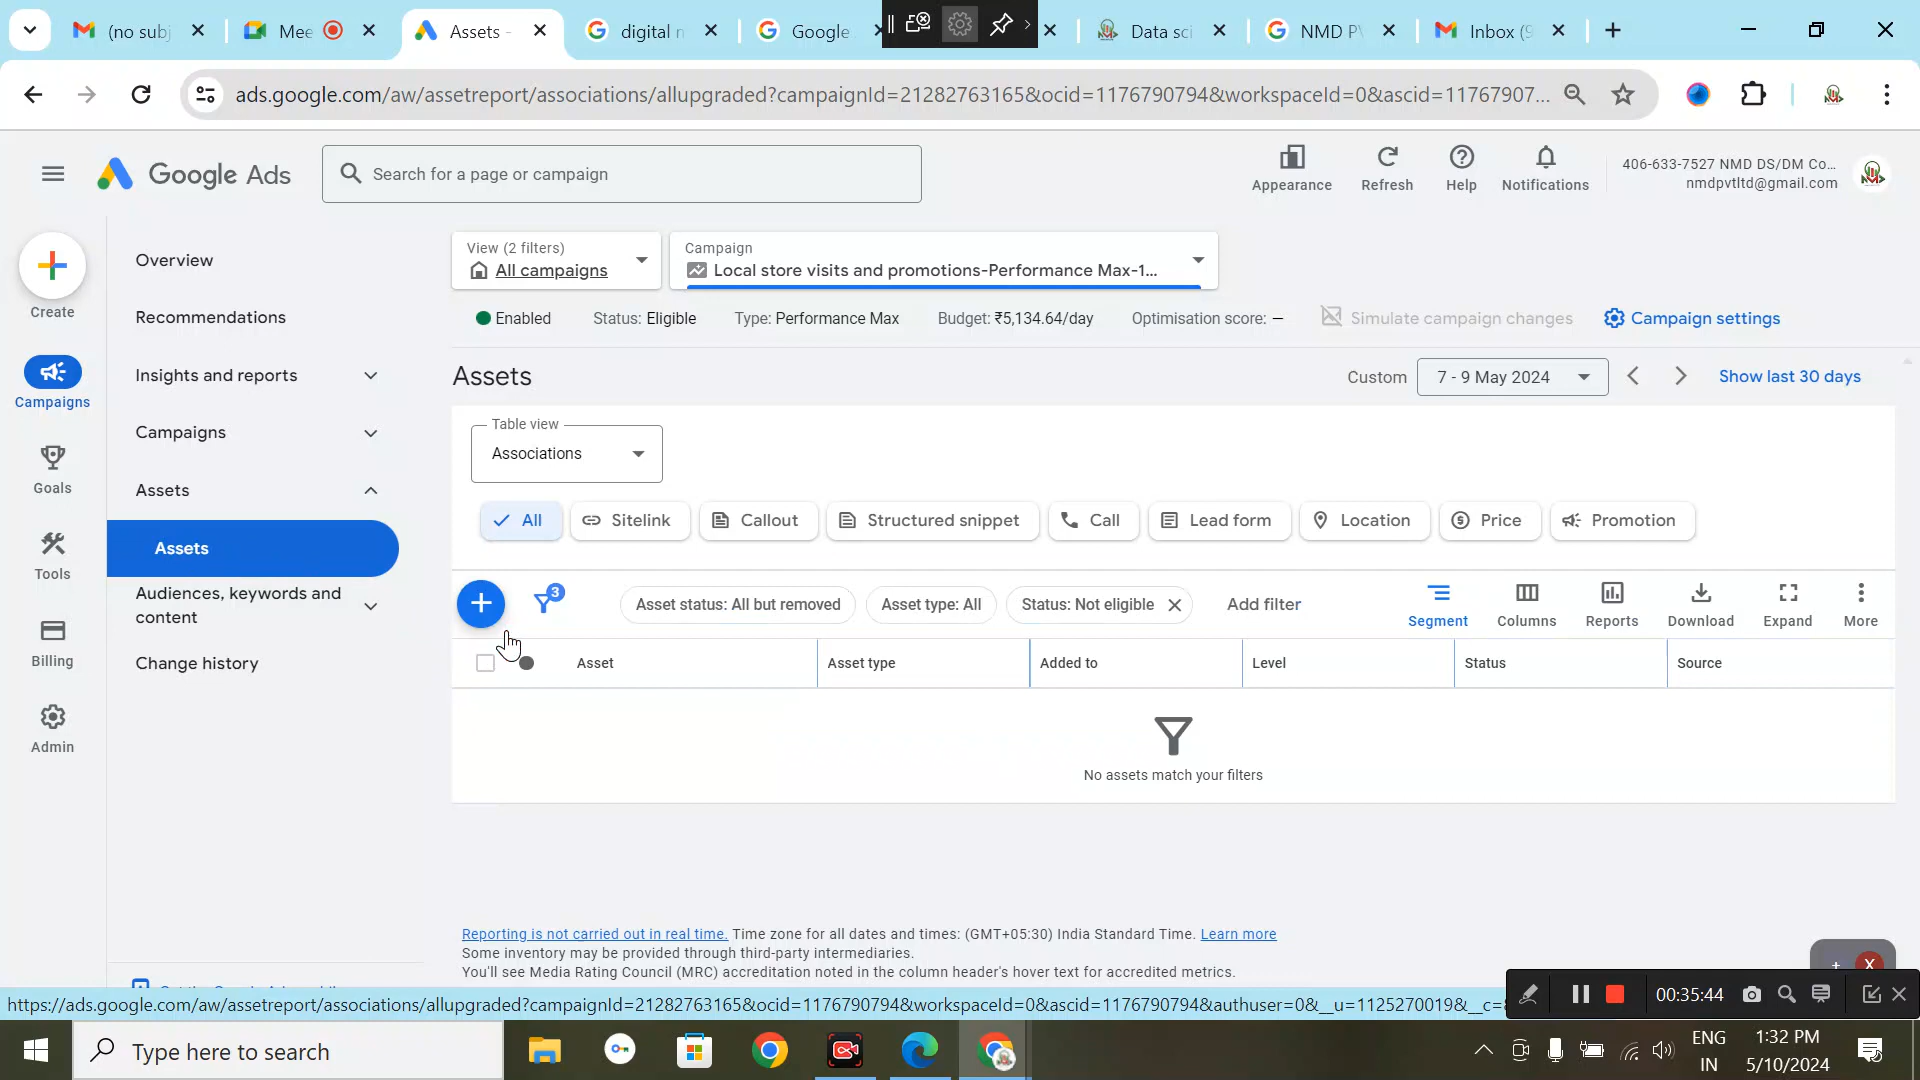 (no subj
Mee
Assets -
digital n
Google
Data sci
NMD P
Inbox (9
ads.google.com/aw/assetreport/associations/allupgraded?campaignId=21282763165&ocid=1176790794&workspaceId=0&ascid=11767907...
Google Ads
Search for a page or campaign
Appearance
Refresh
Help
Notifications
406-633-7527 NMD DS/DM Co...
nmdpvtltd@gmail.com
Create
Campaigns
Goals
Tools
Billing
Admin
Overview
Recommendations
Insights and reports
Campaigns
Assets
Assets
Audiences, keywords and
content
Change history
View (2 filters)
All campaigns
Campaign
Local store visits and promotions-Performance Max-1...
Enabled
Status: Eligible
Type: Performance Max
Budget: ₹5,134.64/day
Optimisation score: —
Simulate campaign changes
Campaign settings
Assets
Custom
7 - 9 May 2024
Show last 30 days
Table view
Associations
All
Sitelink
Callout
Structured snippet
Call
Lead form
Location
Price
Promotion
3
Asset status: All but removed
Asset type: All
Status: Not eligible
Add filter
Segment
Columns
Reports
Download
Expand
More
Asset
Asset type
Added to
Level
Status
Source
No assets match your filters
Reporting is not carried out in real time. Time zone for all dates and times: (GMT+05:30) India Standard Time. Learn more
Some inventory may be provided through third-party intermediaries.
You'll see Media Rating Council (MRC) accreditation noted in the column header's hover text for accredited metrics.
https://ads.google.com/aw/assetreport/associations/allupgraded?campaignId=21282763165&ocid=1176790794&workspaceId=0&ascid=1176790794&authuser=0&__u=1125270019&__c=
00:35:44
Type here to search
ENG
IN
1:32 PM
5/10/2024